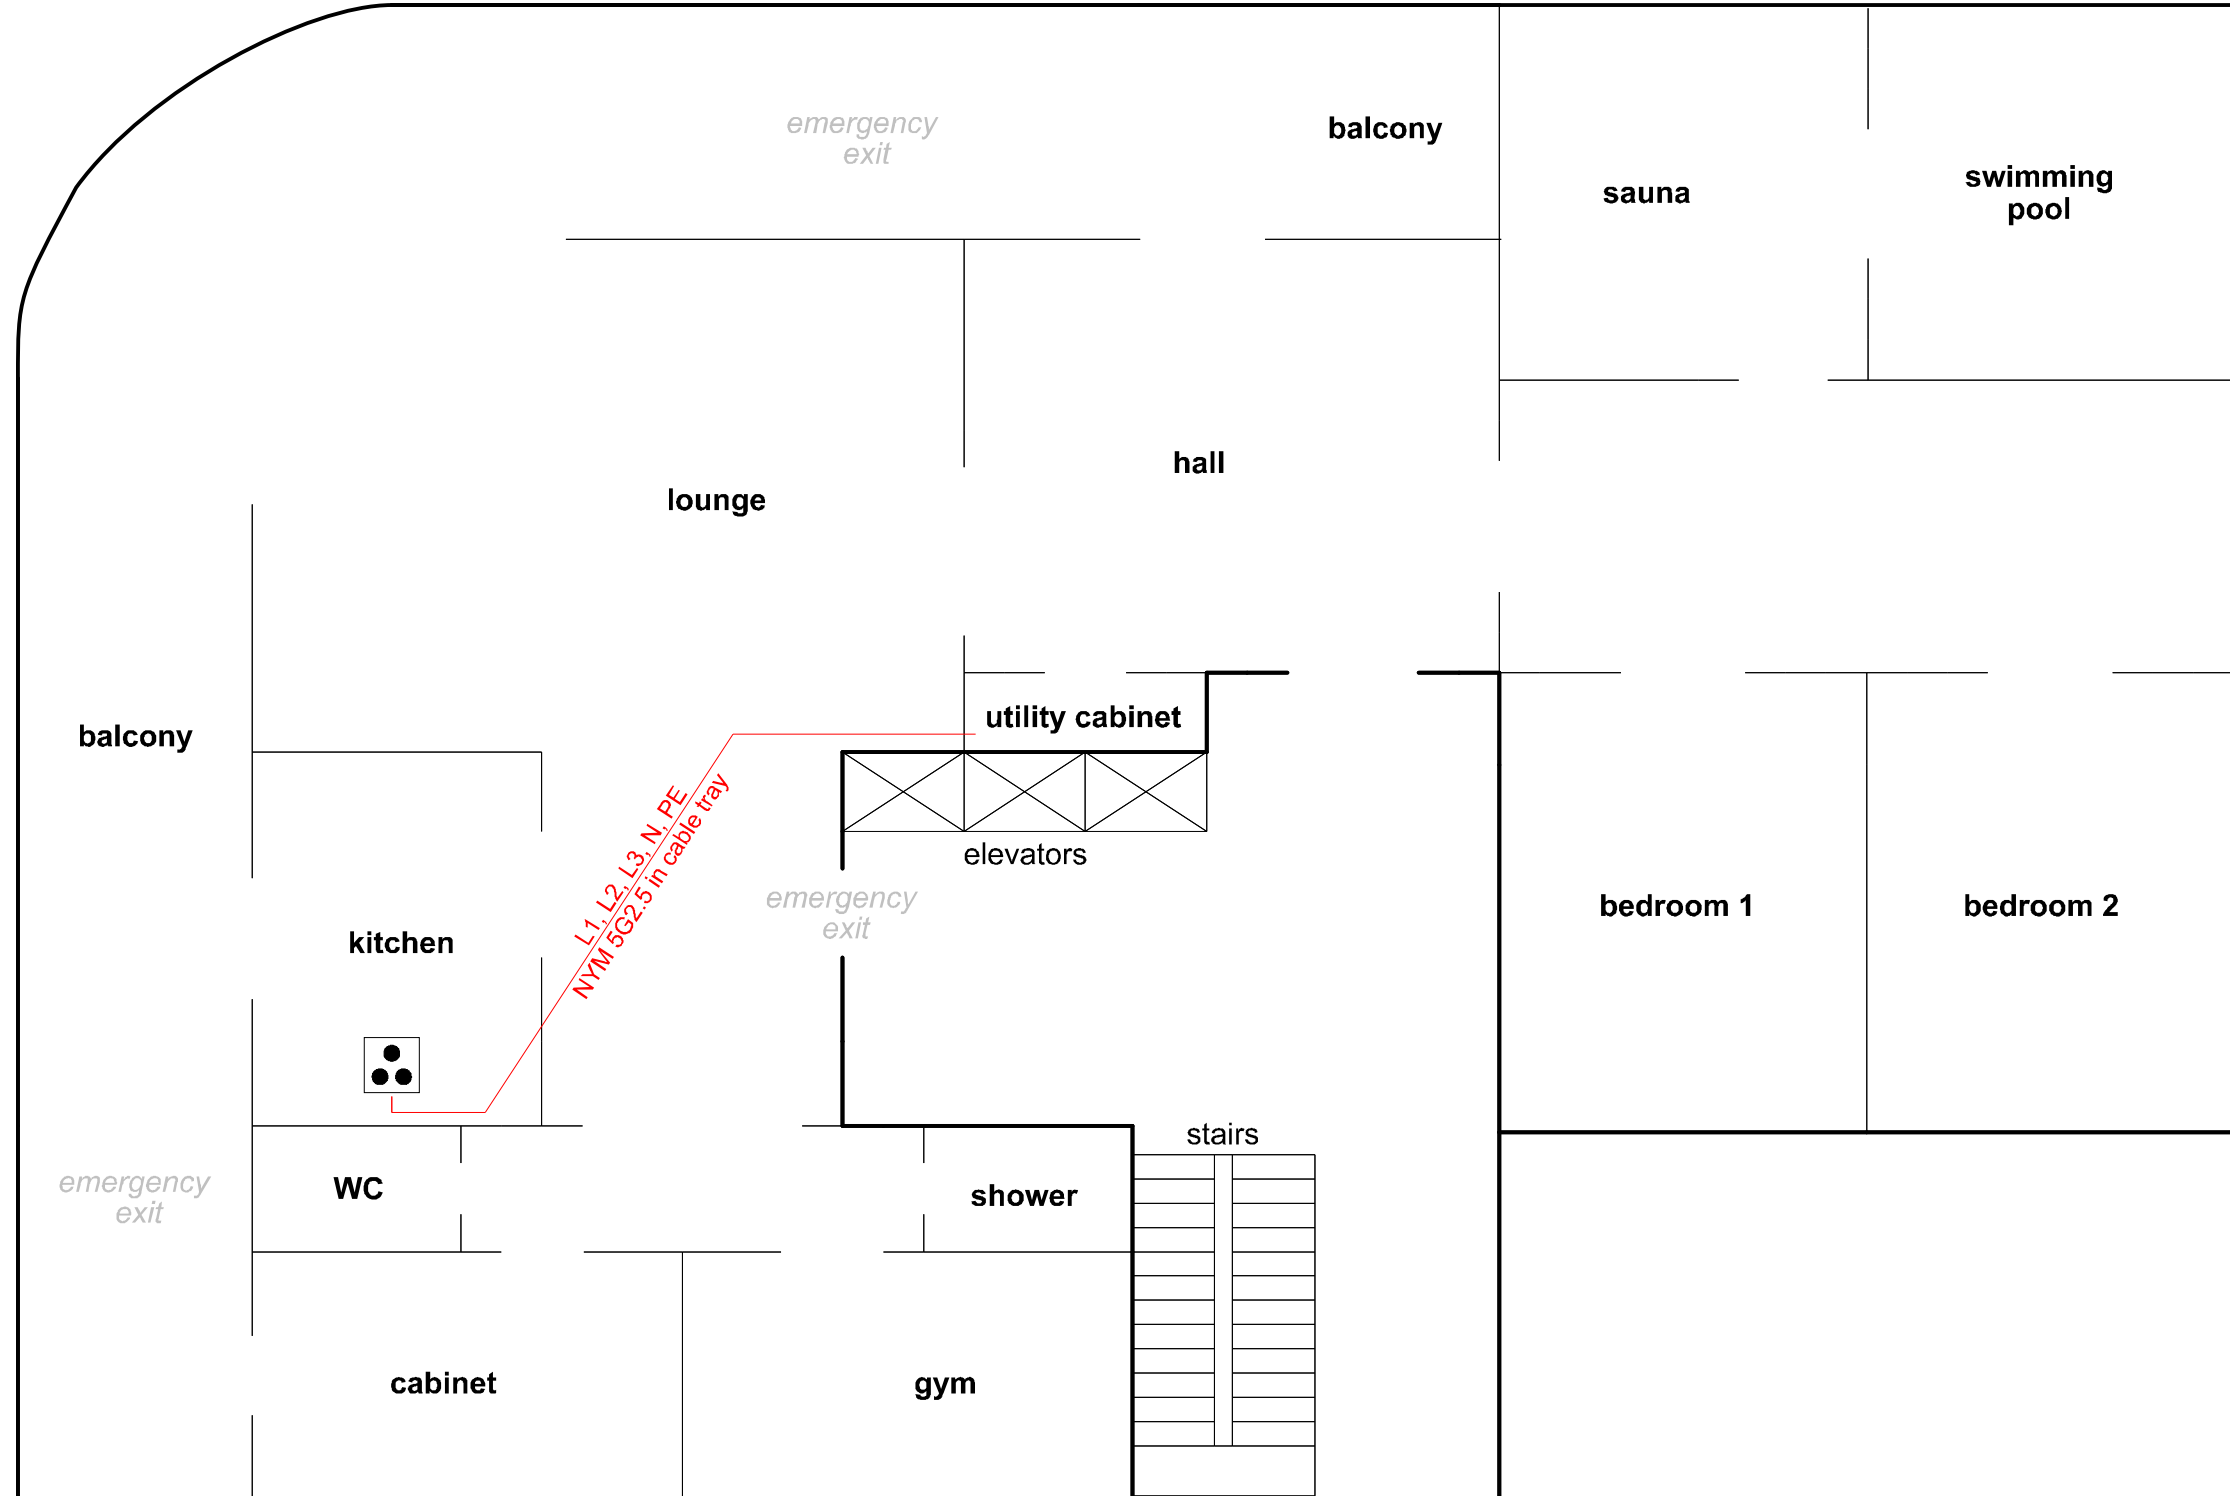 emergency
exit
balcony
sauna
swimming
pool
hall
lounge
utility cabinet
balcony
L1, L2, L3, N, PE
NYM 5G2.5 in cable tray
elevators
emergency
exit
bedroom 1
bedroom 2
kitchen
stairs
emergency
exit
WC
shower
cabinet
gym